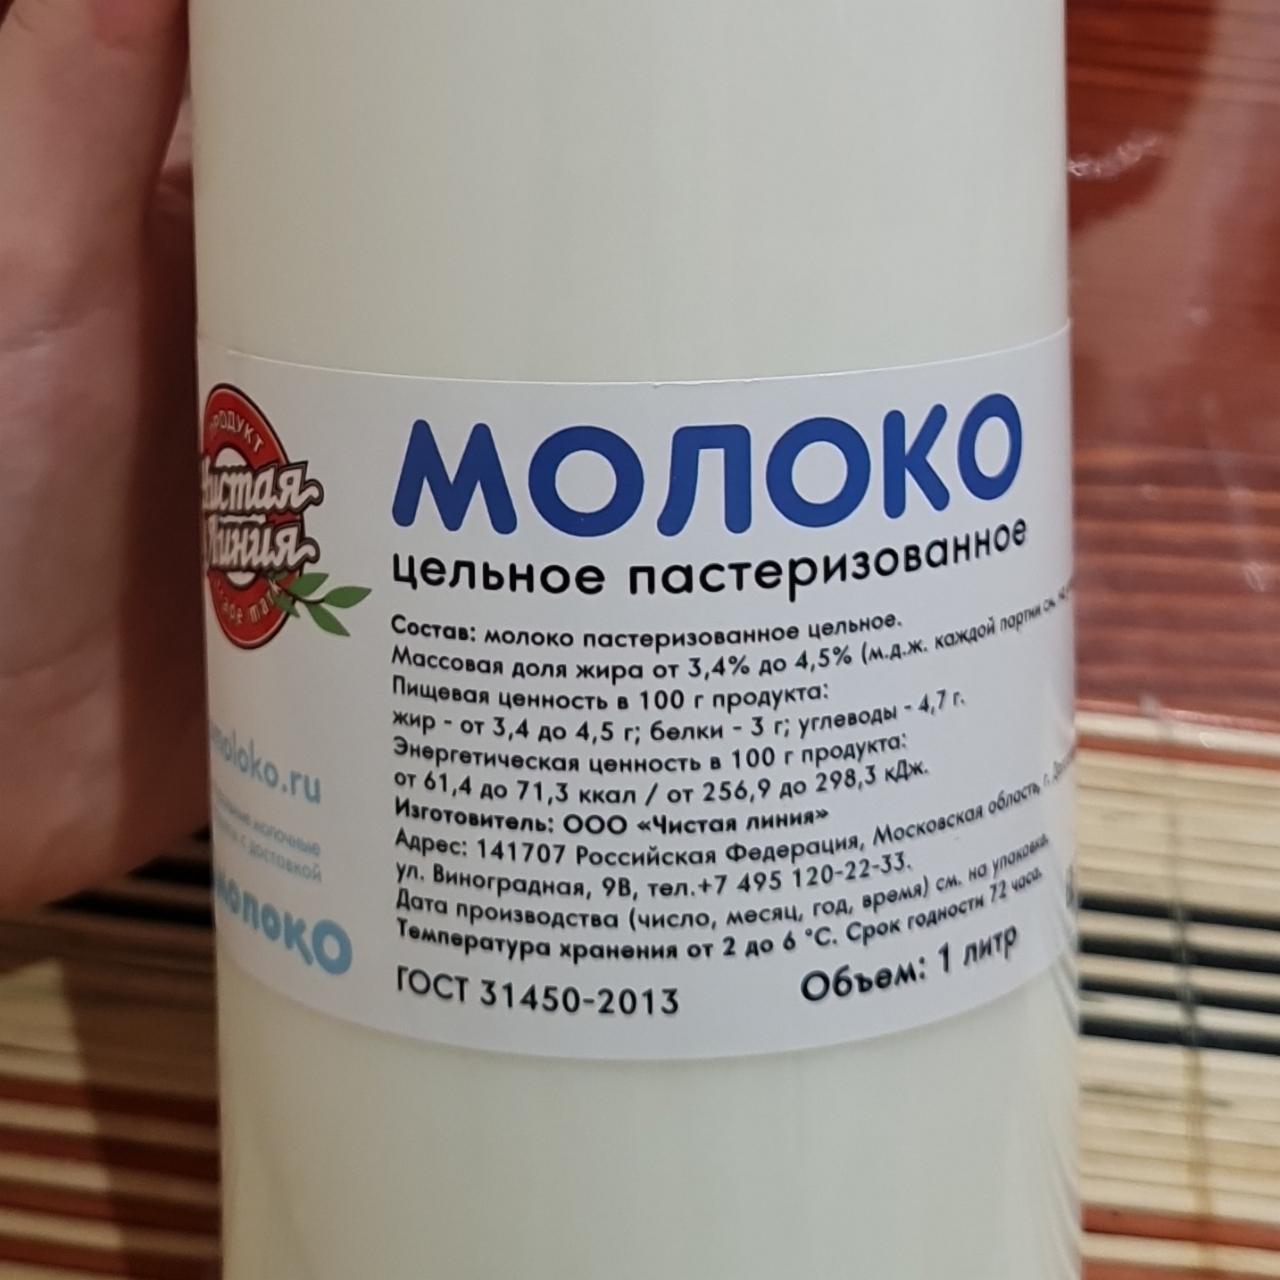 ПРОДУКТ
Чистая
Линия
МОЛОКО
цельное пастеризованное
Состав: молоко пастеризованное цельное.
Массовая доля жира от 3,4% до 4,5% (м.д.ж. каждой партии см. на
Пищевая ценность в 100 г продукта:
жир - от 3,4 до 4,5 г; белки - 3 г; углеводы - 4,7 г.
Энергетическая ценность в 100 г продукта:
от 61,4 до 71,3 ккал / от 256,9 до 298,3 кДж.
Изготовитель: ООО «Чистая линия»
Адрес: 141707 Российская Федерация, Московская область, г.
ул. Виноградная, 9В, тел.+7 495 120-22-33.
Дата производства (число, месяц, год, время) см. на упаковке.
Температура хранения от 2 до 6 °С. Срок годности 72 часа.
ГОСТ 31450-2013
Объем: 1 литр
moloko.ru
молочные
с доставкой
молоко